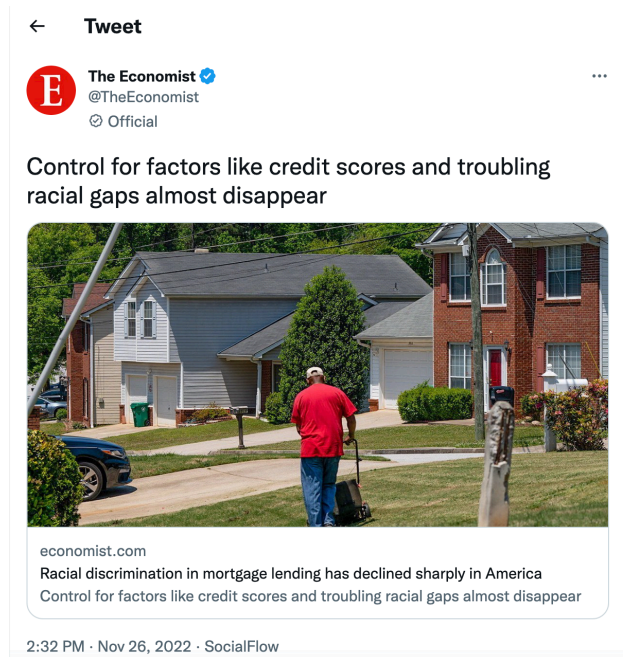 Tweet
E
The Economist
@TheEconomist
Official
Control for factors like credit scores and troubling
racial gaps almost disappear
economist.com
Racial discrimination in mortgage lending has declined sharply in America
Control for factors like credit scores and troubling racial gaps almost disappear
2:32 PM · Nov 26, 2022 · SocialFlow